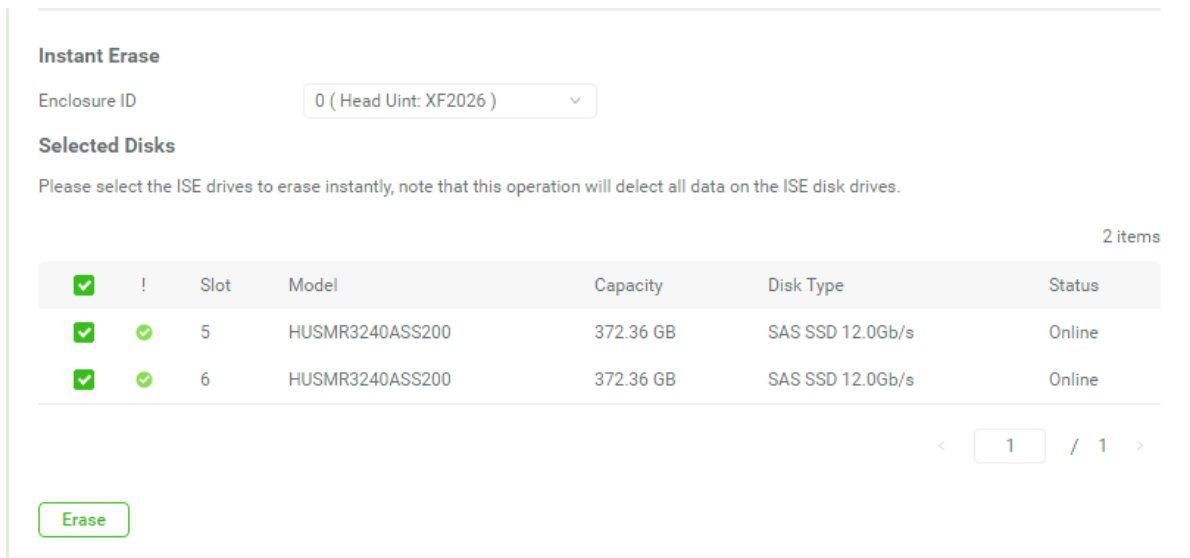 Instant Erase
Enclosure ID 0 ( Head Uint: XF2026 )
Selected Disks
Please select the ISE drives to erase instantly, note that this operation will delect all data on the ISE disk drives.
2 items
! Slot Model Capacity Disk Type Status
5 HUSMR3240ASS200 372.36 GB SAS SSD 12.0Gb/s Online
6 HUSMR3240ASS200 372.36 GB SAS SSD 12.0Gb/s Online
< 1 / 1 >
Erase